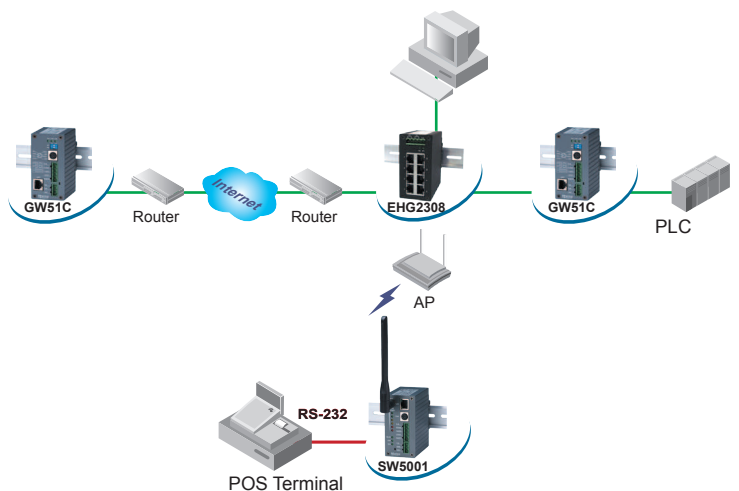 GW51C
Router
Internet
Router
EHG2308
GW51C
PLC
AP
RS-232
SW5001
POS Terminal